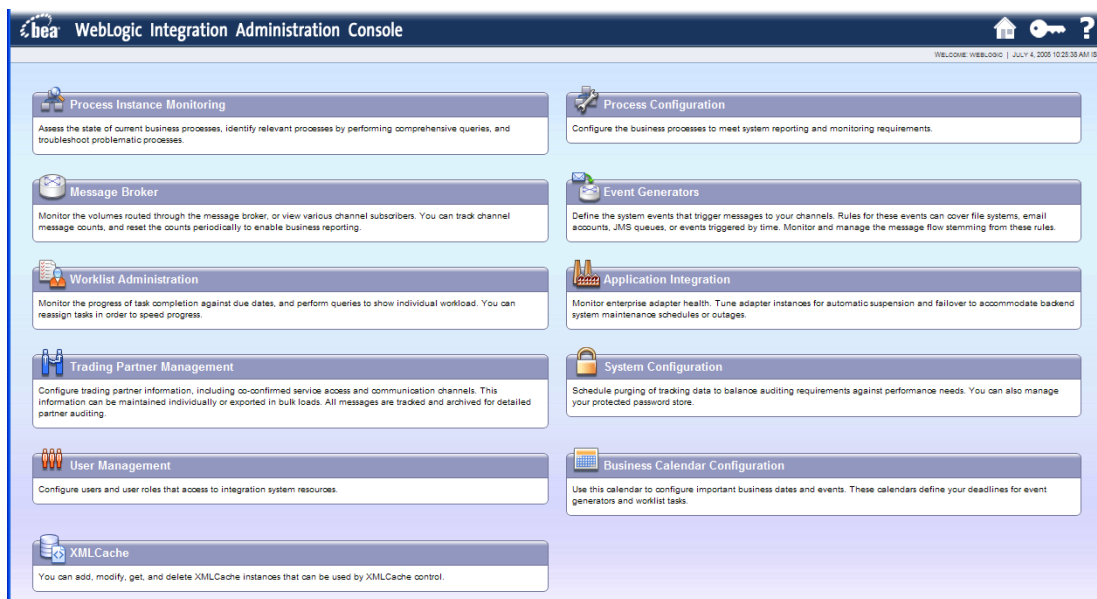 bea WebLogic Integration Administration Console
WELCOME: WEBLOGIC | JULY 4, 2005 10:25:38 AM IS
Process Instance Monitoring
Assess the state of current business processes, identify relevant processes by performing comprehensive queries, and
troubleshoot problematic processes.
Process Configuration
Configure the business processes to meet system reporting and monitoring requirements.
Message Broker
Monitor the volumes routed through the message broker, or view various channel subscribers. You can track channel
message counts, and reset the counts periodically to enable business reporting.
Event Generators
Define the system events that trigger messages to your channels. Rules for these events can cover file systems, email
accounts, JMS queues, or events triggered by time. Monitor and manage the message flow stemming from these rules.
Worklist Administration
Monitor the progress of task completion against due dates, and perform queries to show individual workload. You can
reassign tasks in order to speed progress.
Application Integration
Monitor enterprise adapter health. Tune adapter instances for automatic suspension and failover to accommodate backend
system maintenance schedules or outages.
Trading Partner Management
Configure trading partner information, including co-confirmed service access and communication channels. This
information can be maintained individually or exported in bulk loads. All messages are tracked and archived for detailed
partner auditing.
System Configuration
Schedule purging of tracking data to balance auditing requirements against performance needs. You can also manage
your protected password store.
User Management
Configure users and user roles that access to integration system resources.
Business Calendar Configuration
Use this calendar to configure important business dates and events. These calendars define your deadlines for event
generators and worklist tasks.
XMLCache
You can add, modify, get, and delete XMLCache instances that can be used by XMLCache control.